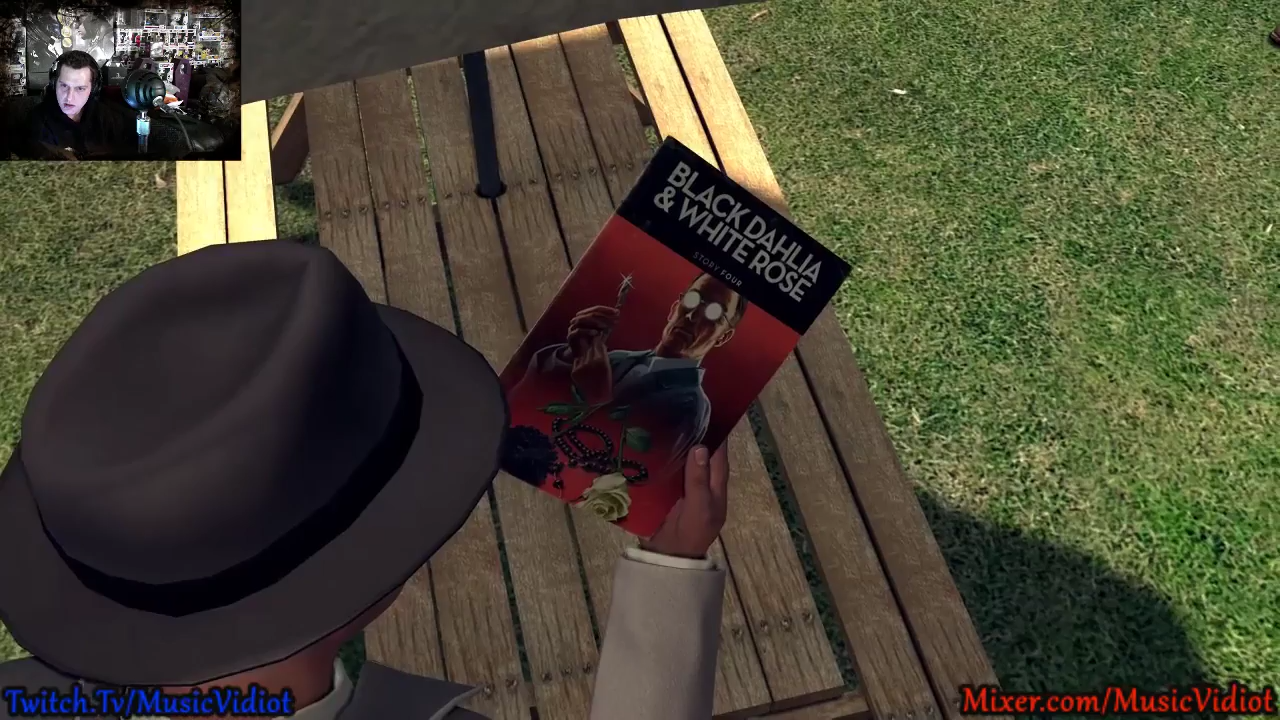 BLACK DAHLIA
& WHITE ROSE
STORY FOUR
Twitch.Tv/MusicVidiot
Mixer.com/MusicVidiot